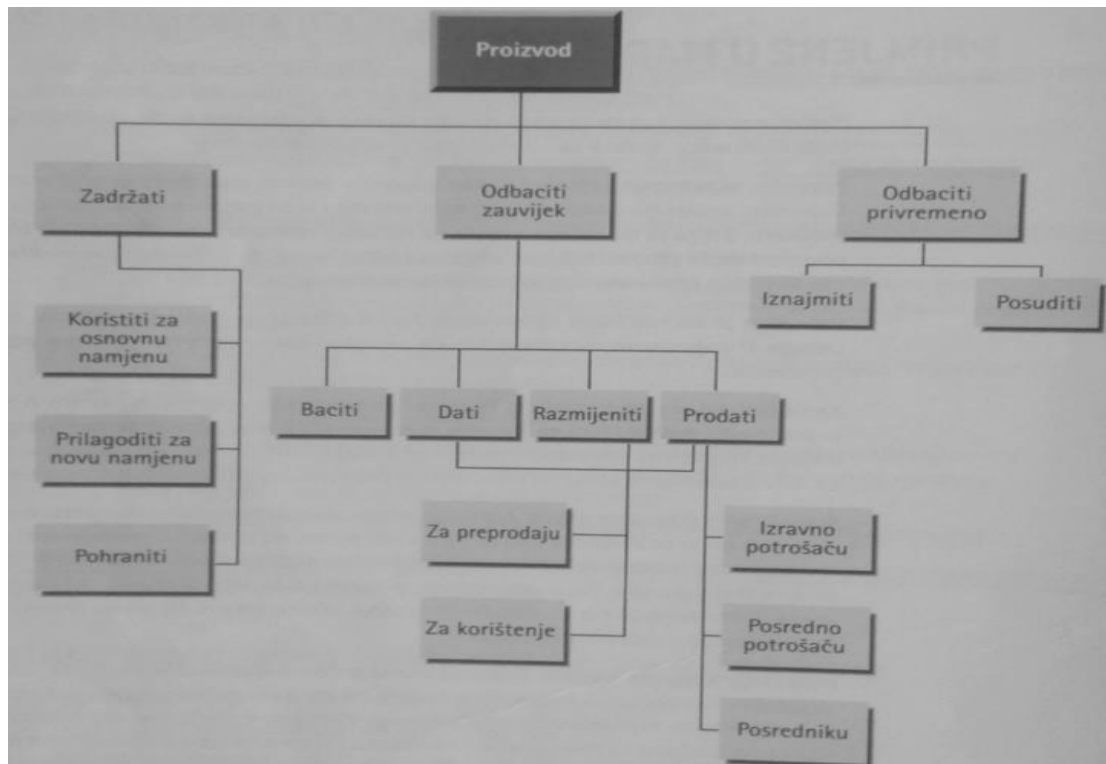 Proizvod
Zadržati
Odbaciti
zauvijek
Odbaciti
privremeno
Iznajmiti
Posuditi
Koristiti za
osnovnu
namjenu
Prilagoditi za
novu namjenu
Pohraniti
Baciti
Dati
Razmijeniti
Prodati
Za preprodaju
Za korištenje
Izravno
potrošaču
Posredno
potrošaču
Posredniku